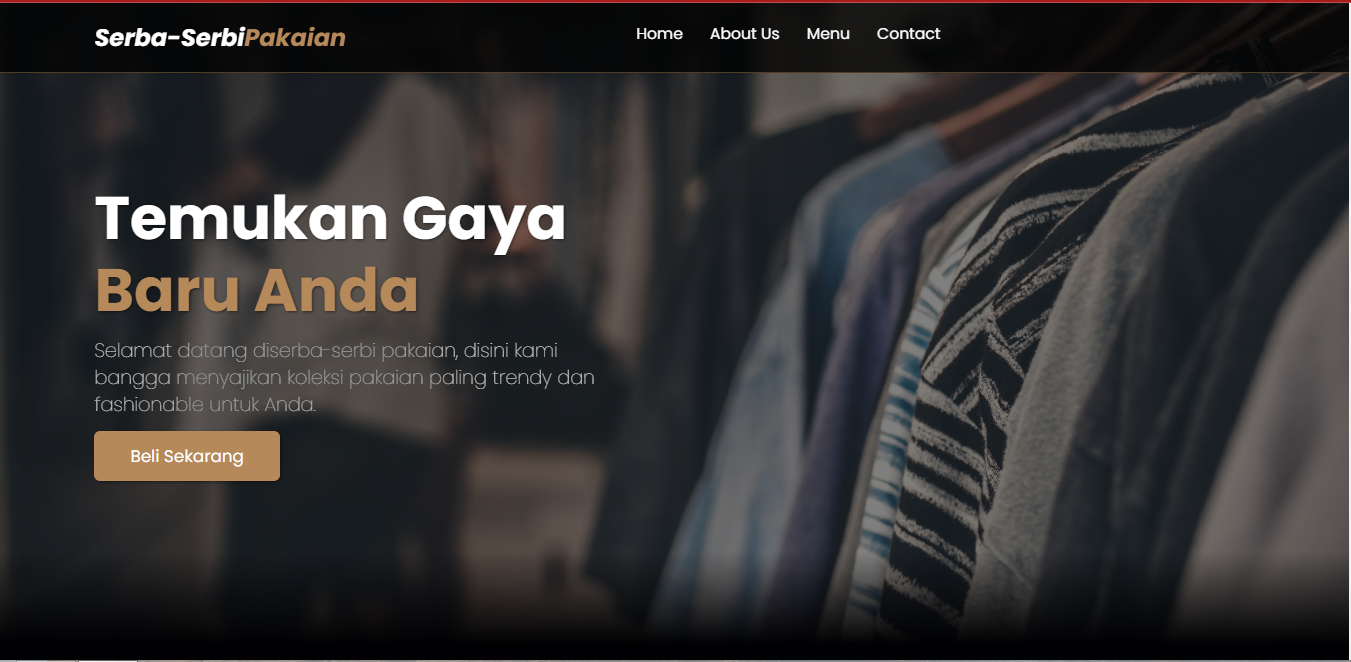 Serba-SerbiPakaian
Home About Us Menu Contact
Temukan Gaya
Baru Anda
Selamat datang diserba-serbi pakaian, disini kami
bangga menyajikan koleksi pakaian paling trendy dan
fashionable untuk Anda.
Beli Sekarang